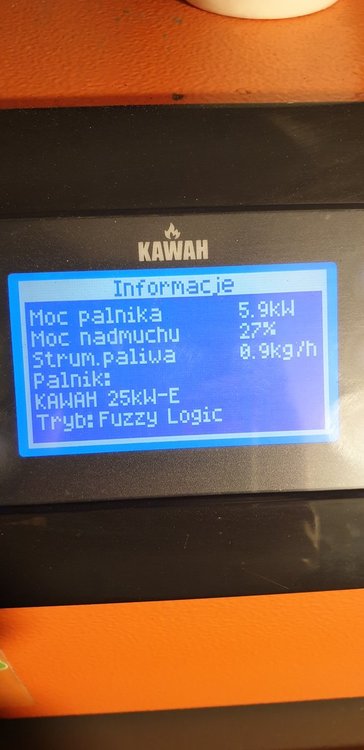 KAWAH
Informacje
Moc palnika 5.9kW
Moc nadmuchu 27%
Strum.paliwa 0.9kg/h
Palnik:
KAWAH 25kW-E
Tryb:Fuzzy Logic